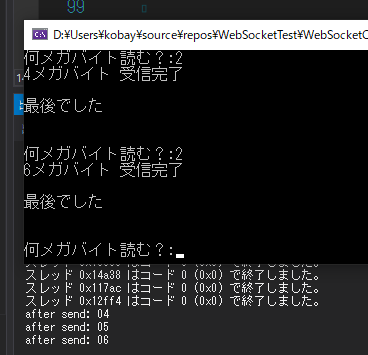 99
D:¥Users¥kobay¥source¥repos¥WebSocketTest¥WebSocketC
何メガバイト読む？:2
4メガバイト 受信完了
最後でした
何メガバイト読む？:2
6メガバイト 受信完了
最後でした
何メガバイト読む？:
スレッド 0x14a38 はコード 0 (0x0) で終了しました。
スレッド 0x117ac はコード 0 (0x0) で終了しました。
スレッド 0x12ff4 はコード 0 (0x0) で終了しました。
after send: 04
after send: 05
after send: 06